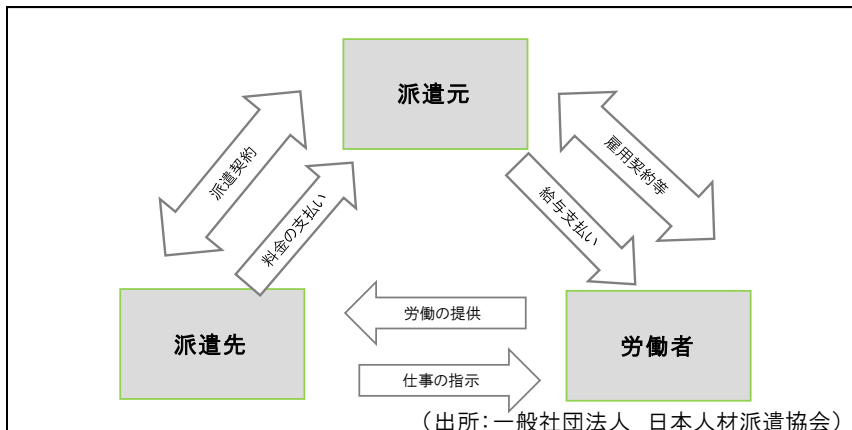 派遣元
派遣契約
料金の支払い
給与支払い
雇用契約等
派遣先
労働の提供
仕事の指示
労働者
（出所：一般社団法人　日本人材派遣協会）